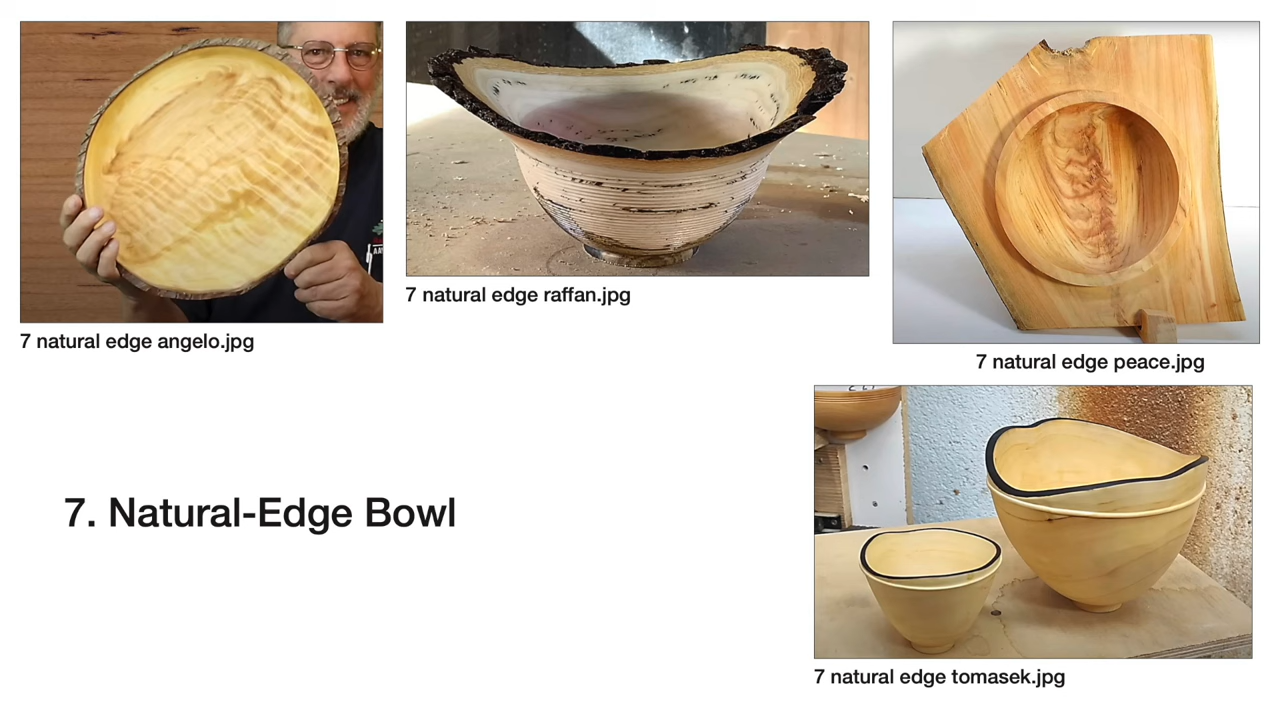 7 natural edge angelo.jpg
7 natural edge raffan.jpg
7 natural edge peace.jpg
7. Natural-Edge Bowl
7 natural edge tomasek.jpg